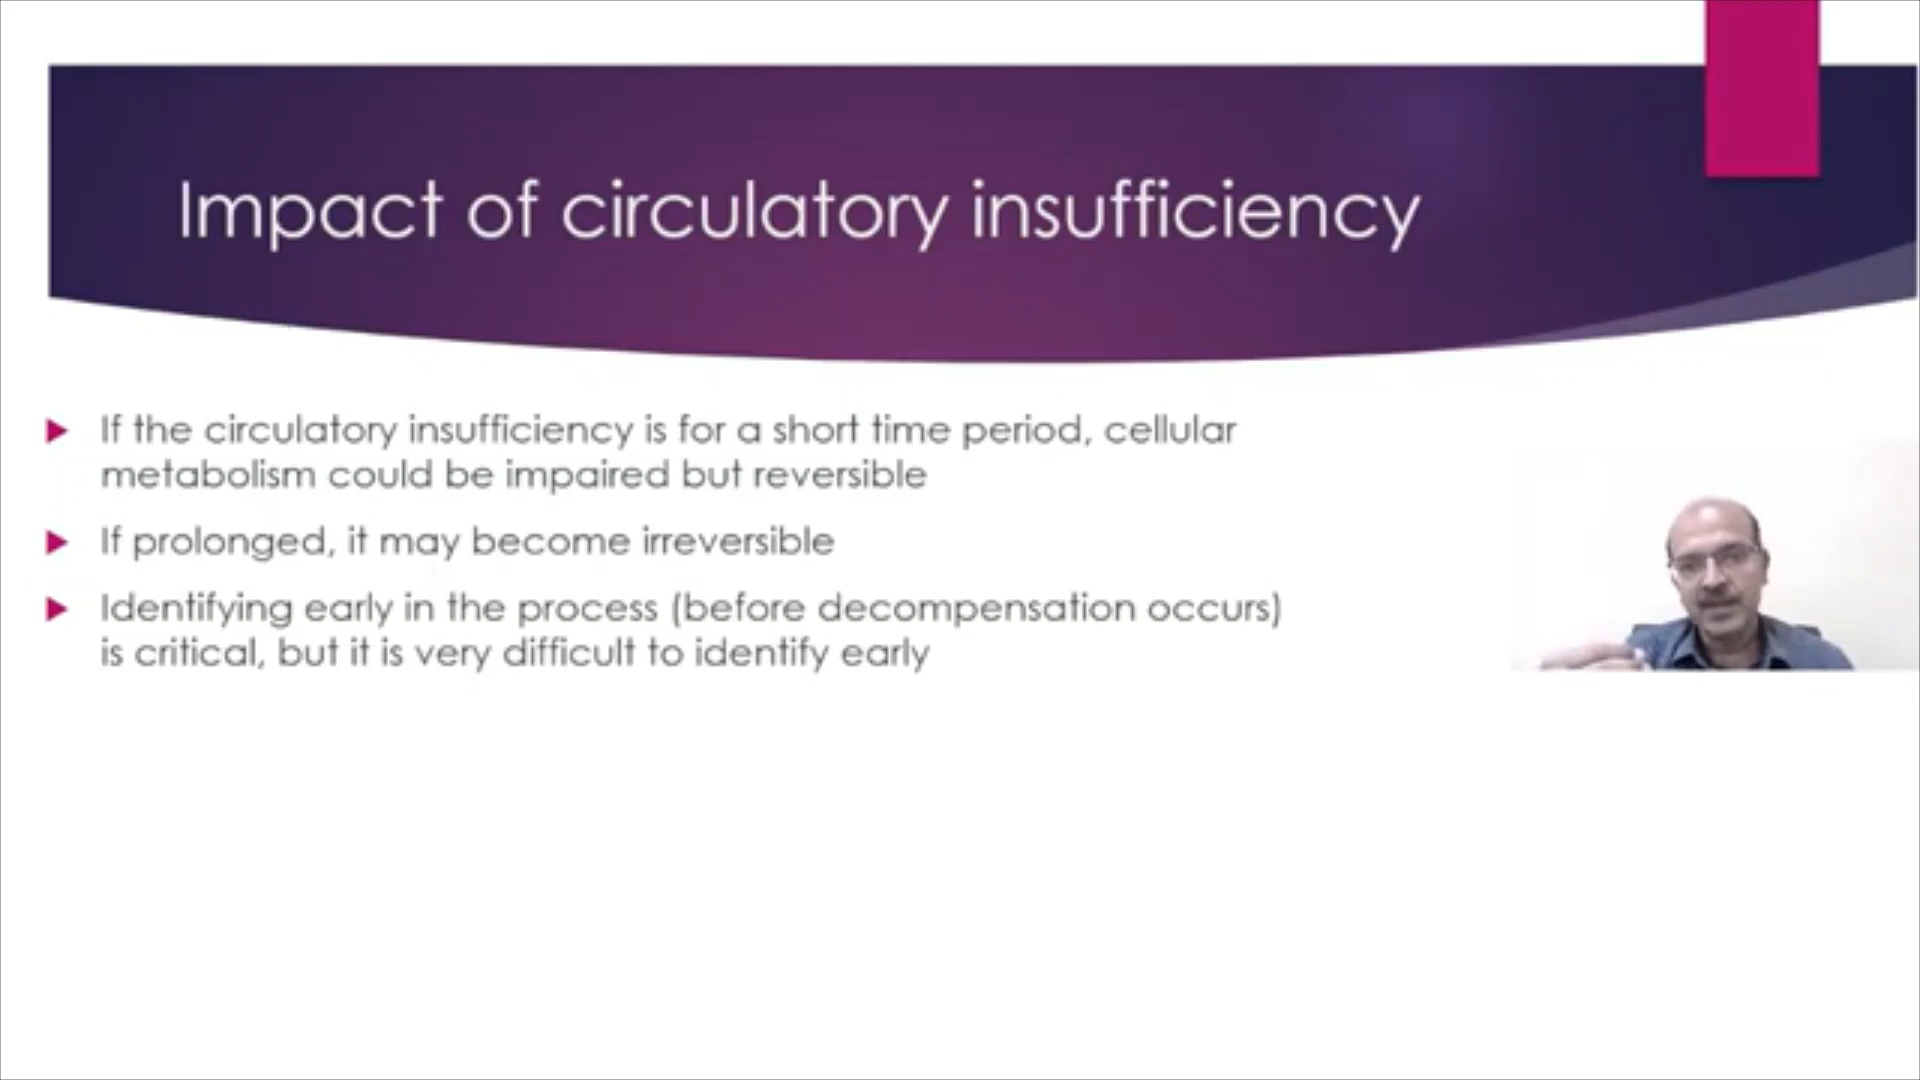 Impact of circulatory insufficiency
If the circulatory insufficiency is for a short time period, cellular
metabolism could be impaired but reversible
If prolonged, it may become irreversible
Identifying early in the process (before decompensation occurs)
is critical, but it is very difficult to identify early